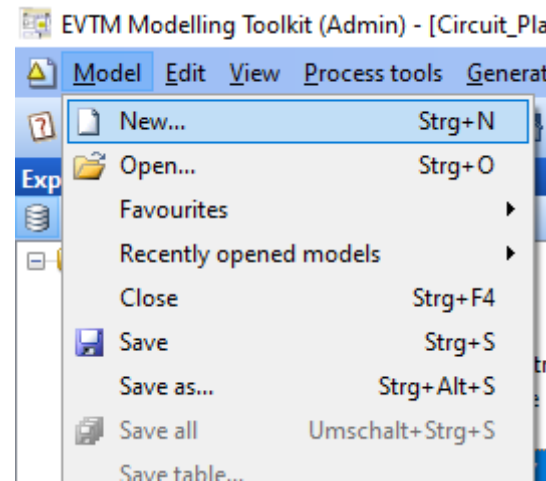 EVTM Modelling Toolkit (Admin) - [Circuit_Pla
Model Edit View Process tools Generat
Exp
New... Strg+N
Open... Strg+O
Favourites
Recently opened models
Close Strg+F4
Save Strg+S
Save as... Strg+Alt+S
Save all Umschalt+Strg+S
Save table...